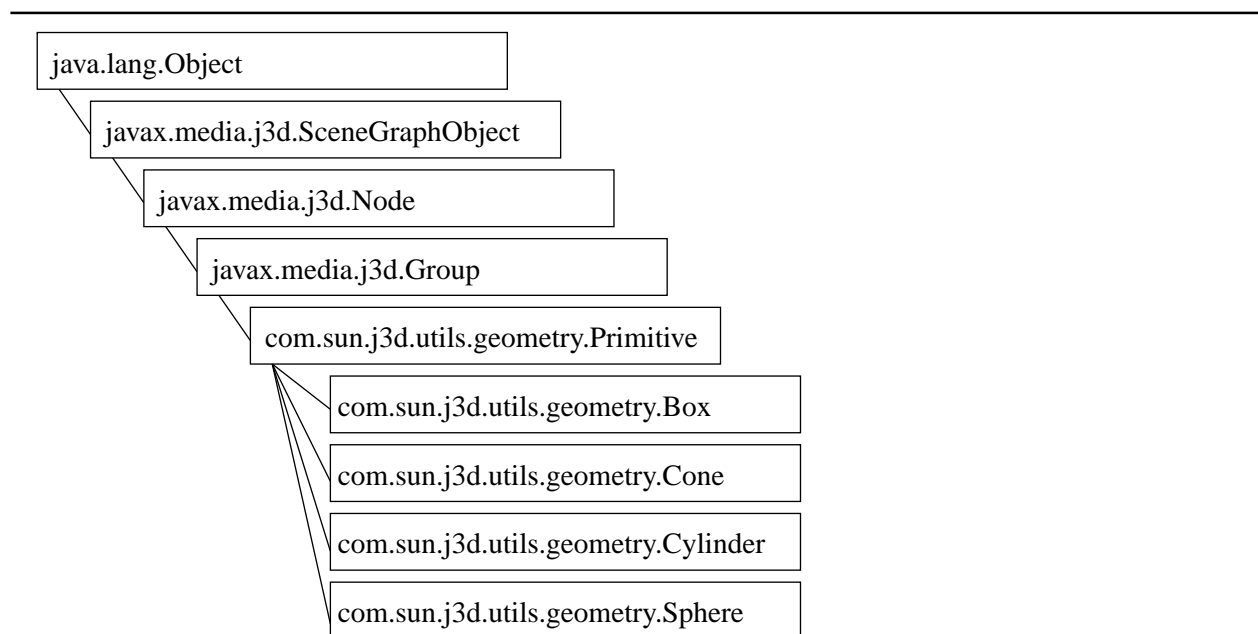 java.lang.Object
javax.media.j3d.SceneGraphObject
javax.media.j3d.Node
javax.media.j3d.Group
com.sun.j3d.utils.geometry.Primitive
com.sun.j3d.utils.geometry.Box
com.sun.j3d.utils.geometry.Cone
com.sun.j3d.utils.geometry.Cylinder
com.sun.j3d.utils.geometry.Sphere